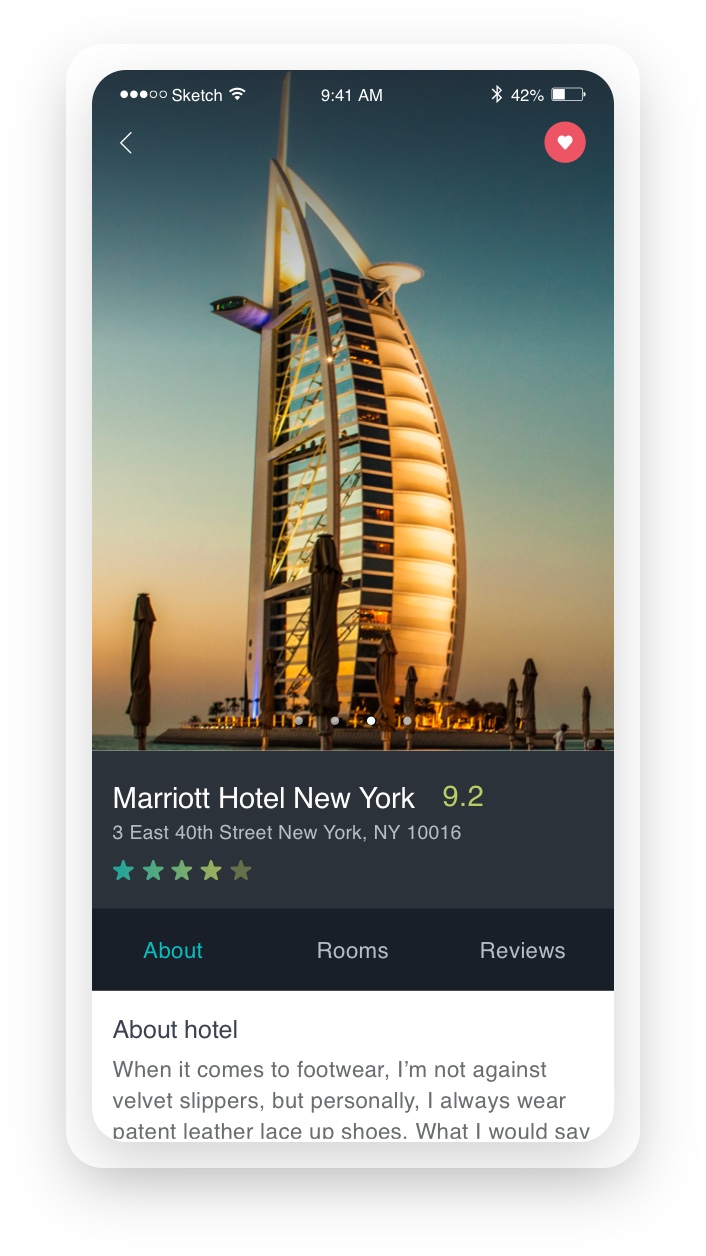 Sketch 9:41 AM 42%
Marriott Hotel New York 9.2
3 East 40th Street New York, NY 10016
About Rooms Reviews
About hotel
When it comes to footwear, I’m not against
velvet slippers, but personally, I always wear
patent leather lace up shoes. What I would say